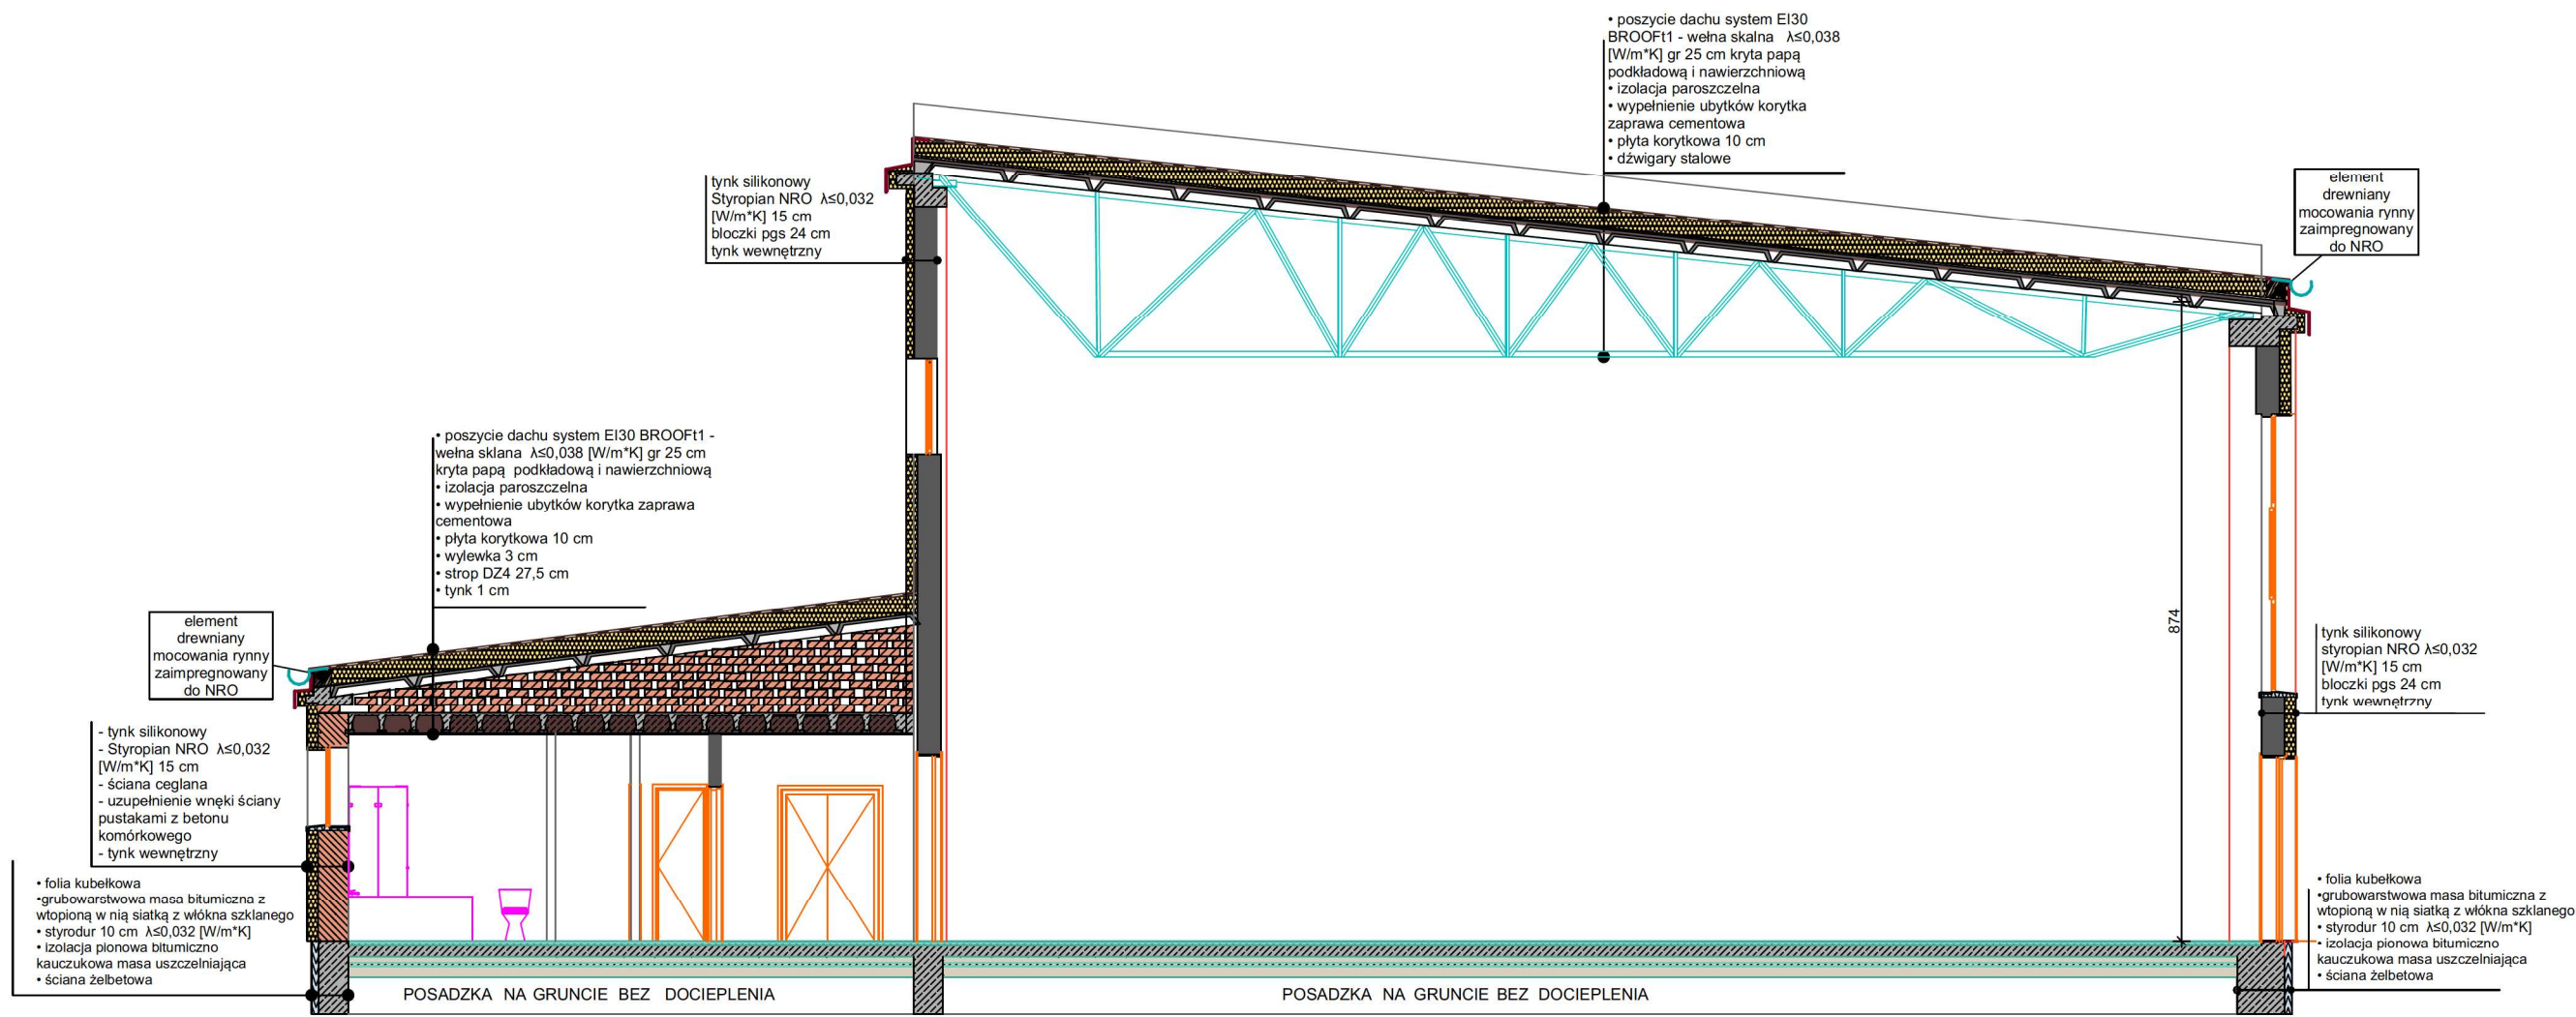 • poszycie dachu system EI30
BROOFt1 - wełna skalna λ≤0,038
[W/m*K] gr 25 cm kryta papą
podkładową i nawierzchniową
• izolacja paroszczelna
• wypełnienie ubytków korytka
zaprawa cementowa
• płyta korytkowa 10 cm
• dźwigary stalowe
tynk silikonowy
Styropian NRO λ≤0,032
[W/m*K] 15 cm
bloczki pgs 24 cm
tynk wewnętrzny
element
drewniany
mocowania rynny
zaimpregnowany
do NRO
• poszycie dachu system EI30 BROOFt1 -
wełna sklana λ≤0,038 [W/m*K] gr 25 cm
kryta papą podkładową i nawierzchniową
• izolacja paroszczelna
• wypełnienie ubytków korytka zaprawa
cementowa
• płyta korytkowa 10 cm
• wylewka 3 cm
• strop DZ4 27,5 cm
• tynk 1 cm
element
drewniany
mocowania rynny
zaimpregnowany
do NRO
874
tynk silikonowy
styropian NRO λ≤0,032
[W/m*K] 15 cm
bloczki pgs 24 cm
tynk wewnętrzny
- tynk silikonowy
- Styropian NRO λ≤0,032
[W/m*K] 15 cm
- ściana ceglana
- uzupełnienie wnęki ściany
pustakami z betonu
komórkowego
- tynk wewnętrzny
• folia kubełkowa
•grubowarstwowa masa bitumiczna z
wtopioną w nią siatką z włókna szklanego
• styrodur 10 cm λ≤0,032 [W/m*K]
• izolacja pionowa bitumiczno
kauczukowa masa uszczelniająca
• ściana żelbetowa
• folia kubełkowa
•grubowarstwowa masa bitumiczna z
wtopioną w nią siatką z włókna szklanego
• styrodur 10 cm λ≤0,032 [W/m*K]
• izolacja pionowa bitumiczno
kauczukowa masa uszczelniająca
• ściana żelbetowa
POSADZKA NA GRUNCIE BEZ DOCIEPLENIA
POSADZKA NA GRUNCIE BEZ DOCIEPLENIA